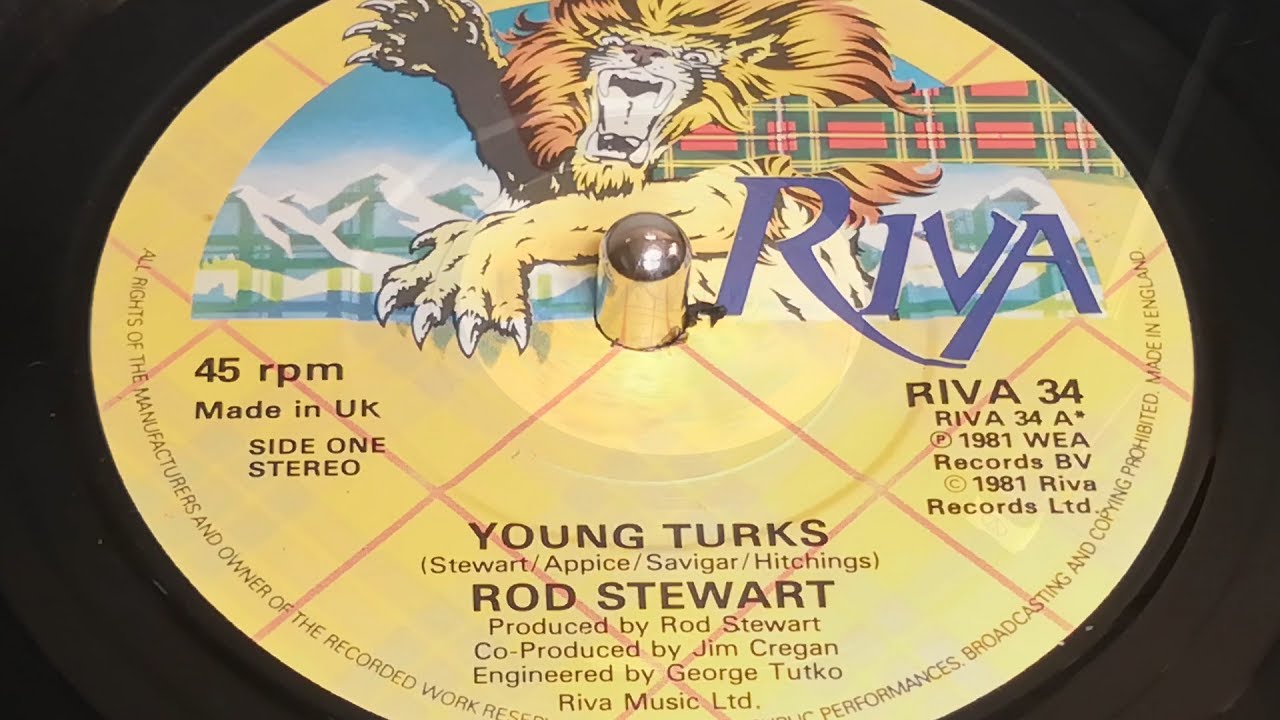 RIVA
45 rpm
Made in UK
SIDE ONE
STEREO
RIVA 34
RIVA 34 A*
Ⓟ 1981 WEA
Records BV
© 1981 Riva
Records Ltd.
YOUNG TURKS
(Stewart/Appice/Savigar/Hitchings)
ROD STEWART
Produced by Rod Stewart
Co-Produced by Jim Cregan
Engineered by George Tutko
Riva Music Ltd.
ALL RIGHTS OF THE MANUFACTURERS AND OWNER OF THE RECORDED WORK
PERFORMANCES, BROADCASTING AND COPYING PROHIBITED. MADE IN ENGLAND